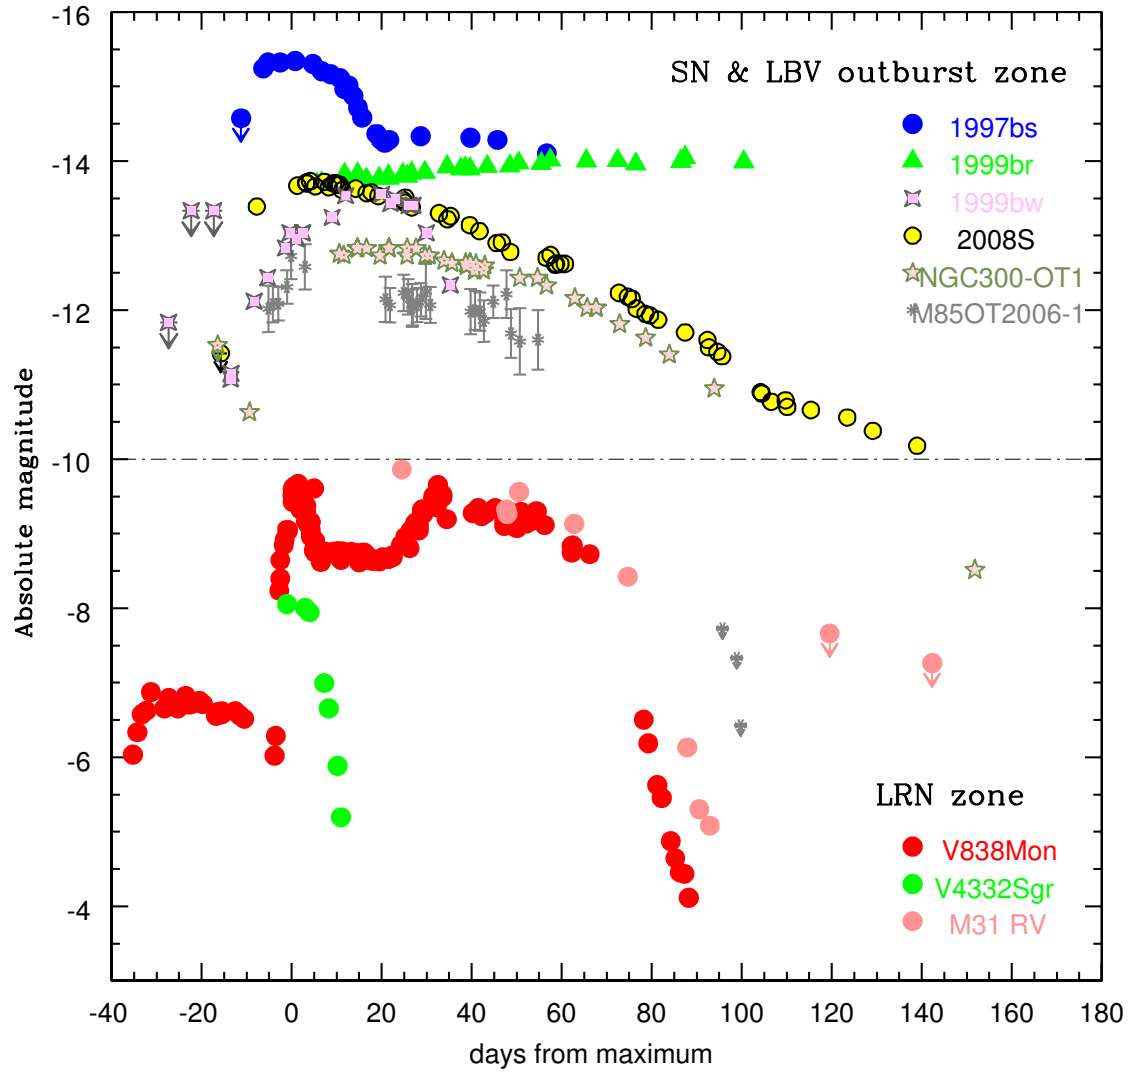 -16
SN & LBV outburst zone
1997bs
-14
1999br
1999bw
2008S
NGC300-OT1
-12
M85OT2006-1
-10
Absolute magnitude
-8
-6
LRN zone
V838Mon
V4332Sgr
-4
M31 RV
-40 -20 0 20 40 60 80 100 120 140 160 180
days from maximum